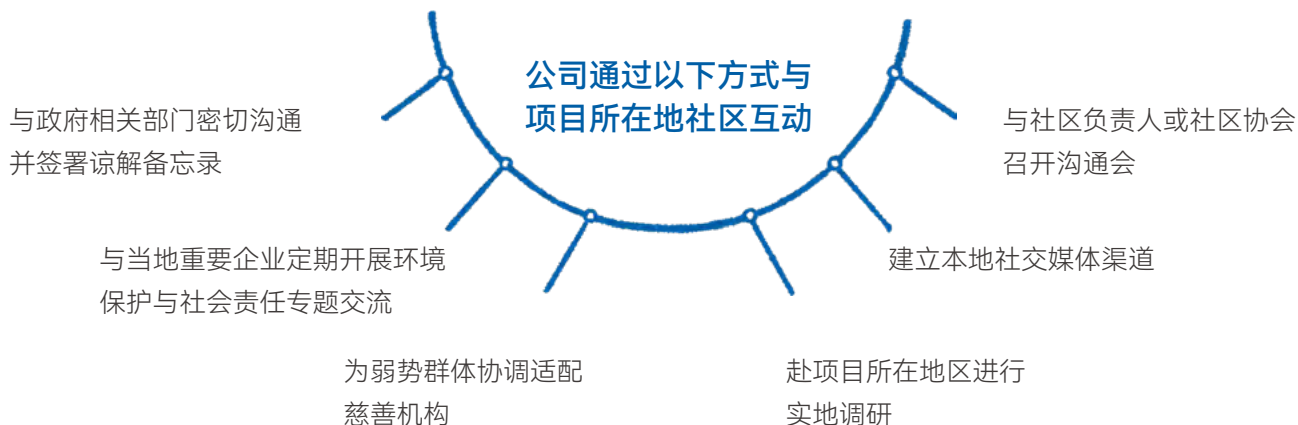 公司通过以下方式与
项目所在地社区互动
与政府相关部门密切沟通
并签署谅解备忘录
与当地重要企业定期开展环境
保护与社会责任专题交流
为弱势群体协调适配
慈善机构
赴项目所在地区进行
实地调研
建立本地社交媒体渠道
与社区负责人或社区协会
召开沟通会